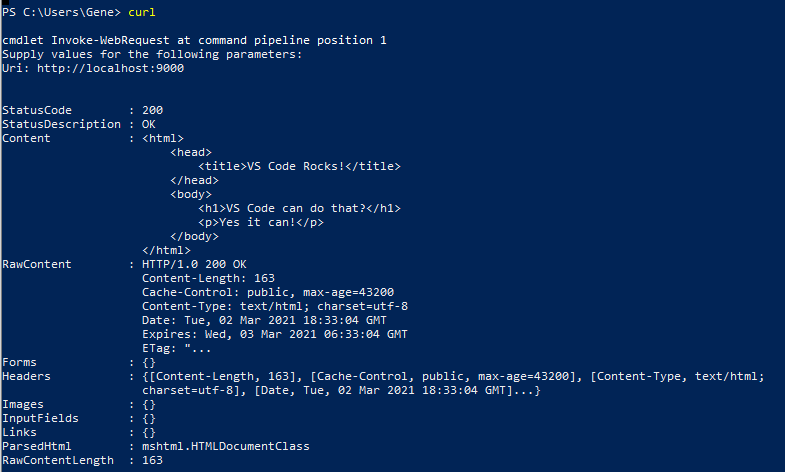 PS C:\Users\Gene> curl
cmdlet Invoke-WebRequest at command pipeline position 1
Supply values for the following parameters:
Uri: http://localhost:9000
StatusCode        : 200
StatusDescription : OK
Content           : <html>
                        <head>
                            <title>VS Code Rocks!</title>
                        </head>
                        <body>
                            <h1>VS Code can do that?</h1>
                            <p>Yes it can!</p>
                        </body>
                    </html>
RawContent        : HTTP/1.0 200 OK
                    Content-Length: 163
                    Cache-Control: public, max-age=43200
                    Content-Type: text/html; charset=utf-8
                    Date: Tue, 02 Mar 2021 18:33:04 GMT
                    Expires: Wed, 03 Mar 2021 06:33:04 GMT
                    ETag: "...
Forms             : {}
Headers           : {[Content-Length, 163], [Cache-Control, public, max-age=43200], [Content-Type, text/html;
                    charset=utf-8], [Date, Tue, 02 Mar 2021 18:33:04 GMT]...}
Images            : {}
InputFields       : {}
Links             : {}
ParsedHtml        : mshtml.HTMLDocumentClass
RawContentLength  : 163